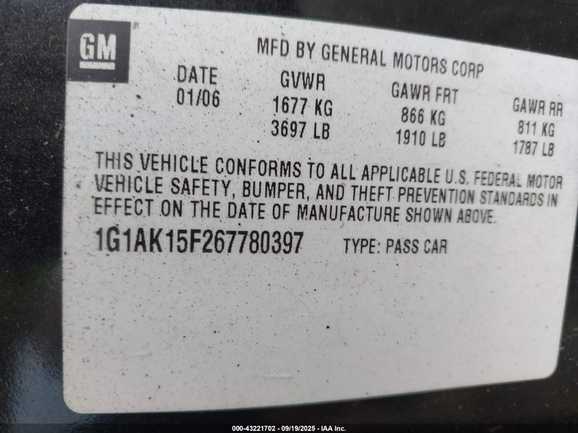 GM
MFD BY GENERAL MOTORS CORP
DATE GVWR GAWR FRT GAWR RR
01/06 1677 KG 866 KG 811 KG
3697 LB 1910 LB 1787 LB
THIS VEHICLE CONFORMS TO ALL APPLICABLE U.S. FEDERAL MOTOR
VEHICLE SAFETY, BUMPER, AND THEFT PREVENTION STANDARDS IN
EFFECT ON THE DATE OF MANUFACTURE SHOWN ABOVE.
1G1AK15F267780397 TYPE: PASS CAR
000-43221702 - 09/19/2025 - IAA Inc.